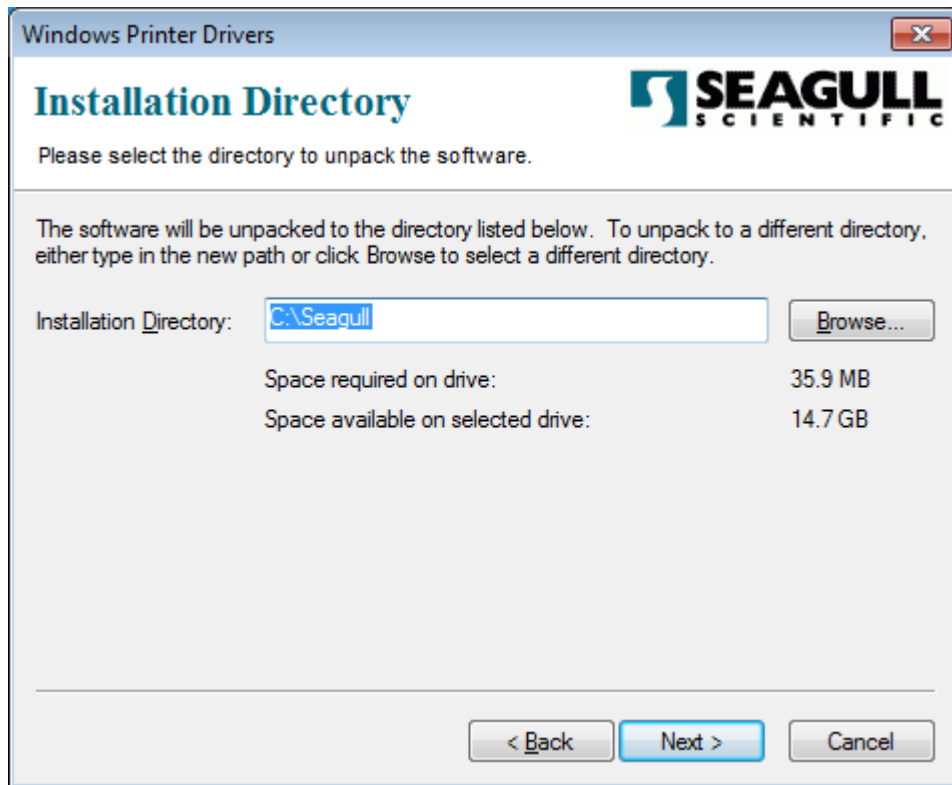 Windows Printer Drivers
Installation Directory
SEAGULL
SCIENTIFIC
Please select the directory to unpack the software.
The software will be unpacked to the directory listed below.  To unpack to a different directory,
either type in the new path or click Browse to select a different directory.
Installation Directory: C:\Seagull Browse...
Space required on drive: 35.9 MB
Space available on selected drive: 14.7 GB
< Back Next > Cancel